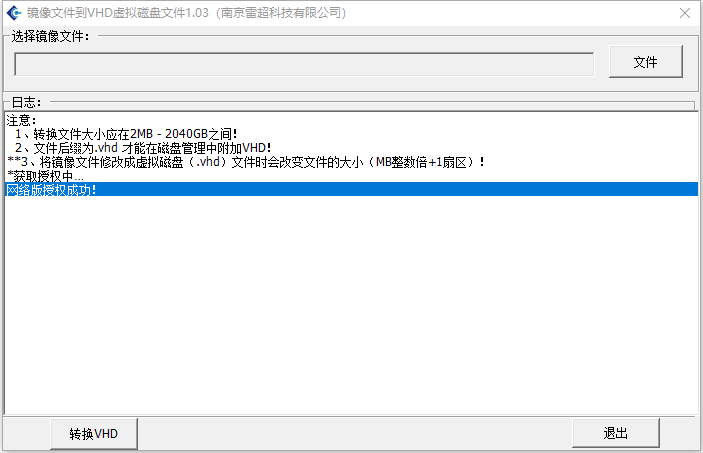 镜像文件到VHD虚拟磁盘文件1.03（南京雷超科技有限公司）
选择镜像文件：
文件
日志：
注意：
1、转换文件大小应在2MB - 2040GB之间！
2、文件后缀为.vhd 才能在磁盘管理中附加VHD！
**3、将镜像文件修改成虚拟磁盘（.vhd）文件时会改变文件的大小（MB整数倍+1扇区）！
*获取授权中...
网络版授权成功！
转换VHD
退出